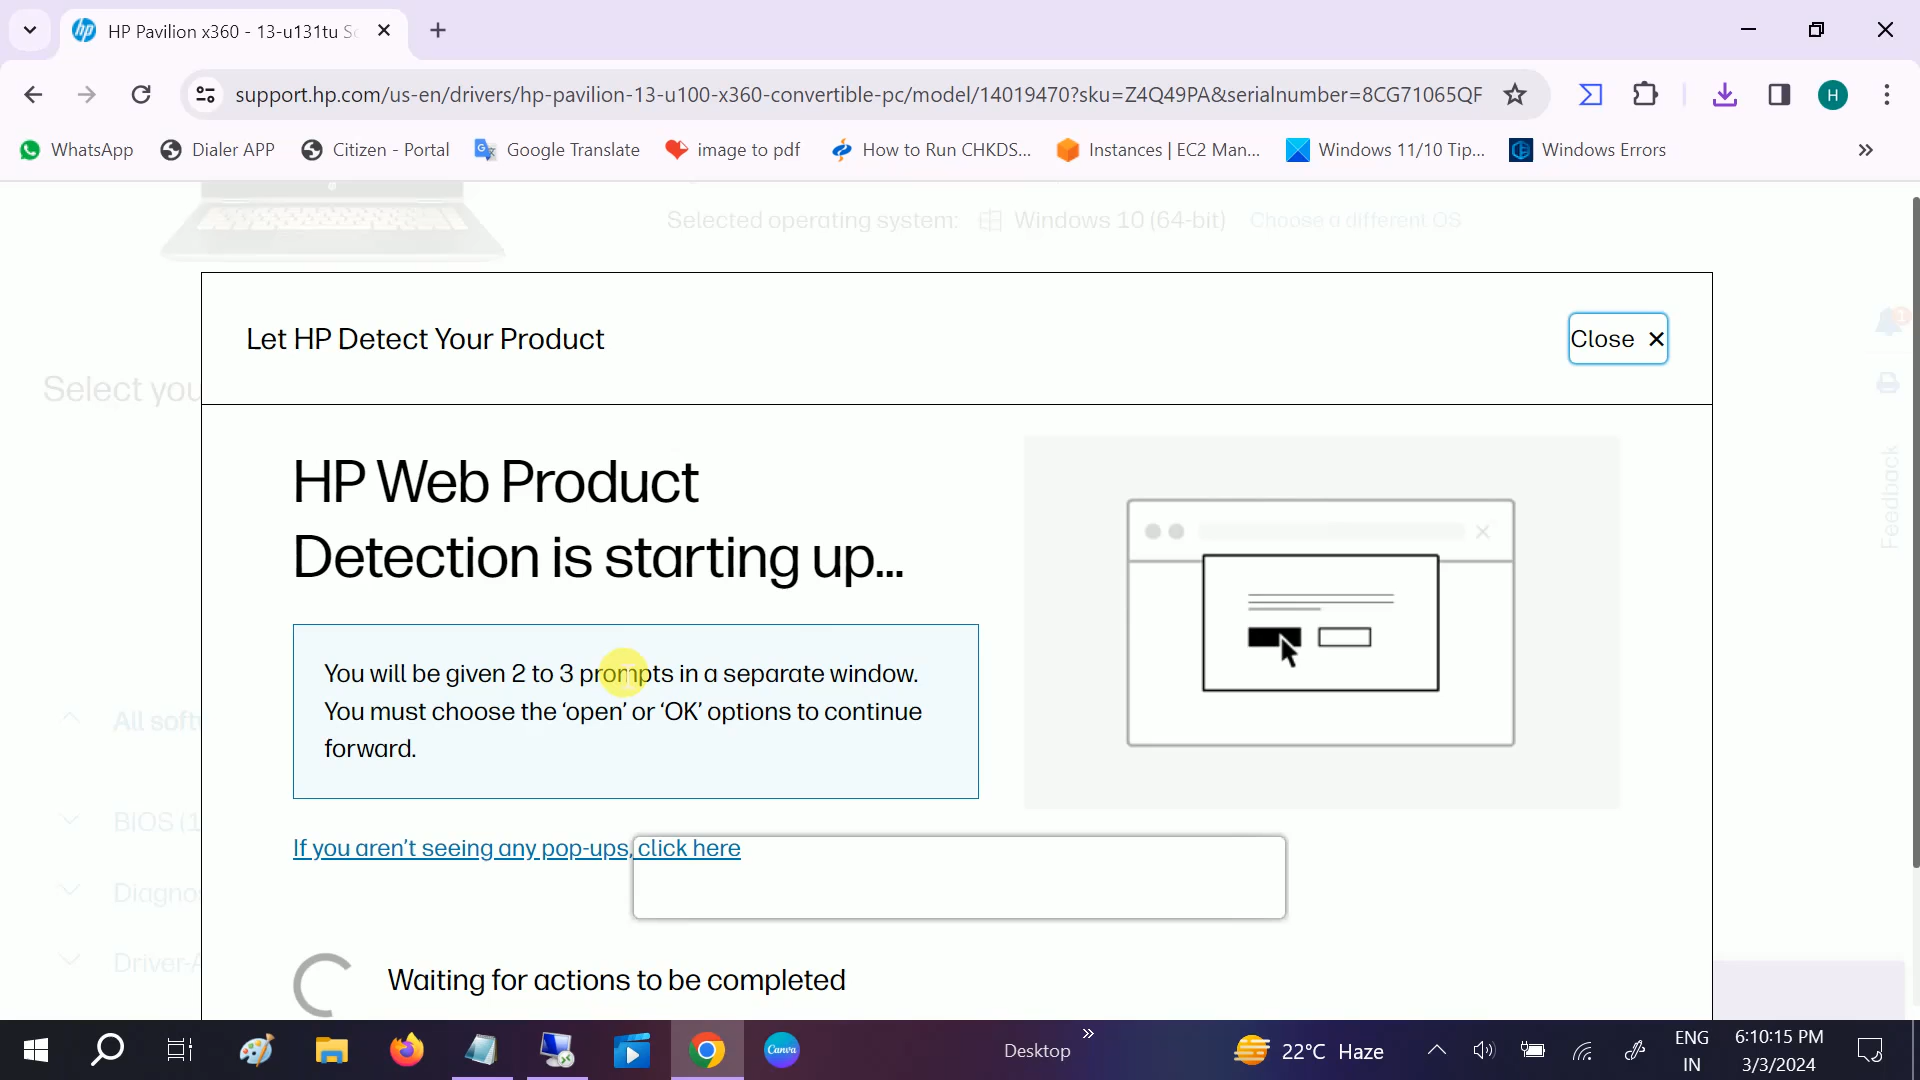 HP Pavilion x360 - 13-u131tu So
support.hp.com/us-en/drivers/hp-pavilion-13-u100-x360-convertible-pc/model/14019470?sku=Z4Q49PA&serialnumber=8CG71065QF
H
WhatsApp
Dialer APP
Citizen - Portal
Google Translate
image to pdf
How to Run CHKDS...
Instances | EC2 Man...
Windows 11/10 Tip...
Windows Errors
Selected operating system:
Windows 10 (64-bit)
Choose a different OS
Let HP Detect Your Product
Close
Select you
HP Web Product
Detection is starting up...
You will be given 2 to 3 prompts in a separate window.
You must choose the ‘open’ or ‘OK’ options to continue
forward.
Feedback
All soft
BIOS (1
If you aren’t seeing any pop-ups, click here
Diagnos
Driver-A
Waiting for actions to be completed
Canva
Desktop
22°C Haze
ENG
IN
6:10:15 PM
3/3/2024